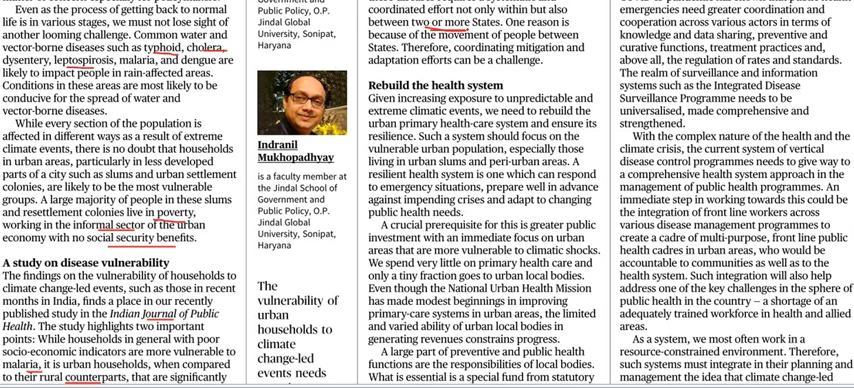 Even as the process of getting back to normal
life in various stages, we must not lose sight of
another looming challenge. Common water and
vector-borne diseases such as typhoid, cholera,
dysentery, leptospirosis, malaria, and dengue are
likely to impact people in rain-affected areas.
Conditions in these areas are most likely to be
conducive for the spread of water and
vector-borne diseases.
While every section of the population is
affected in different ways as a result of extreme
climate events, there is no doubt that households
in urban areas, particularly in less developed
parts of a city such as slums and urban settlement
colonies, are likely to be the most vulnerable
groups. A large majority of people in these slums
and resettlement colonies live in poverty,
working in the informal sector of the urban
economy with no social security benefits.
A study on disease vulnerability
The findings on the vulnerability of households to
climate change-led events, such as those in recent
months in India, finds a place in our recently
published study in the Indian Journal of Public
Health. The study highlights two important
points: While households in general with poor
socio-economic indicators are more vulnerable to
malaria, it is urban households, when compared
to their rural counterparts, that are significantly
Government and
Public Policy, O.P.
Jindal Global
University, Sonipat,
Haryana
Indranil
Mukhopadhyay
is a faculty member at
the Jindal School of
Government and
Public Policy, O.P.
Jindal Global
University, Sonipat,
Haryana
The
vulnerability of
urban
households to
climate
change-led
events needs
coordinated effort not only within but also
between two or more States. One reason is
because of the movement of people between
States. Therefore, coordinating mitigation and
adaptation efforts can be a challenge.
Rebuild the health system
Given increasing exposure to unpredictable and
extreme climatic events, we need to rebuild the
urban primary health-care system and ensure its
resilience. Such a system should focus on the
vulnerable urban population, especially those
living in urban slums and peri-urban areas. A
resilient health system is one which can respond
to emergency situations, prepare well in advance
against impending crises and adapt to changing
public health needs.
A crucial prerequisite for this is greater public
investment with an immediate focus on urban
areas that are more vulnerable to climatic shocks.
We spend very little on primary health care and
only a tiny fraction goes to urban local bodies.
Even though the National Urban Health Mission
has made modest beginnings in improving
primary-care systems in urban areas, the limited
and varied ability of urban local bodies in
generating revenues constrains progress.
A large part of preventive and public health
functions are the responsibilities of local bodies.
What is essential is a special fund from statutory
emergencies need greater coordination and
cooperation across various actors in terms of
knowledge and data sharing, preventive and
curative functions, treatment practices and,
above all, the regulation of rates and standards.
The realm of surveillance and information
systems such as the Integrated Disease
Surveillance Programme needs to be
universalised, made comprehensive and
strengthened.
With the complex nature of the health and the
climate crisis, the current system of vertical
disease control programmes needs to give way to
a comprehensive health system approach in the
management of public health programmes. An
immediate step in working towards this could be
the integration of front line workers across
various disease management programmes to
create a cadre of multi-purpose, front line public
health cadres in urban areas, who would be
accountable to communities as well as to the
health system. Such integration will also help
address one of the key challenges in the sphere of
public health in the country — a shortage of an
adequately trained workforce in health and allied
areas.
As a system, we most often work in a
resource-constrained environment. Therefore,
such systems must integrate in their planning and
management the idea that climate change-led